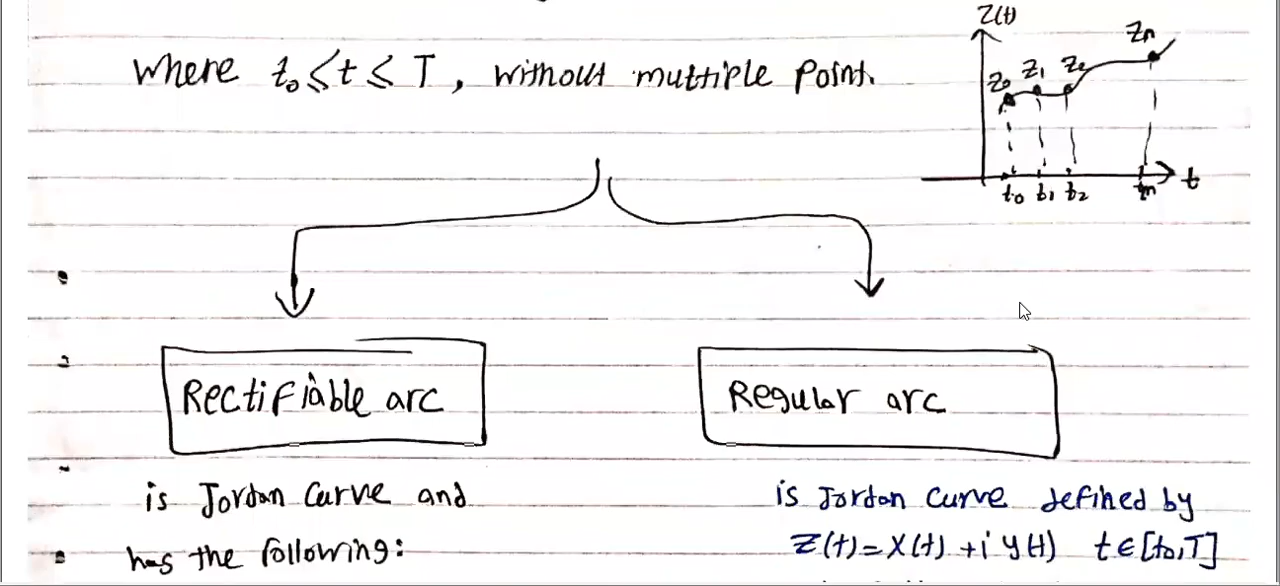 Z(t)
where t₀ ≤ t ≤ T, without multiple Point.
Z₀ Z₁ Z₂ Zn
t₀ t₁ t₂ tn t
Rectifiable arc
Regular arc
is Jordan Curve and
has the following:
is Jordan Curve defined by
Z(t) = X(t) + i y(t) t ∈ [t₀, T]